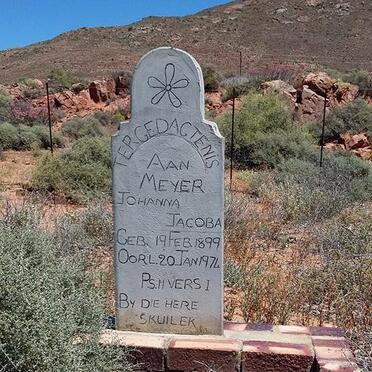 TERGEDAGTENIS
AAN
MEYER
JOHANNA
JACOBA
GEB 19 FEB 1899
OORL. 20 JAN 1974
PS. 11 VERS 1
BY DIE HERE
SKUILEK